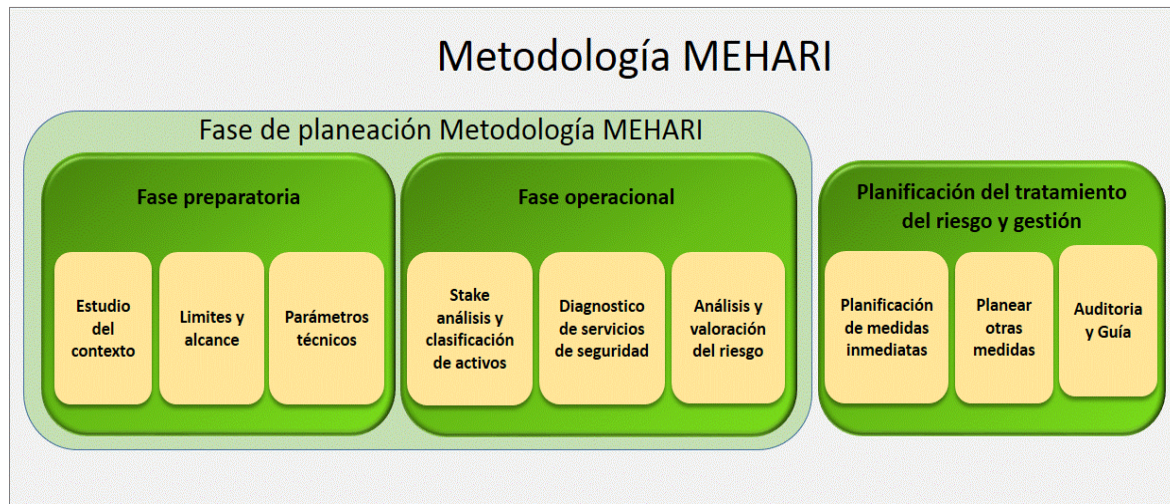 Metodología MEHARI
Fase de planeación Metodología MEHARI
Fase preparatoria
Estudio
del
contexto
Limites y
alcance
Parámetros
técnicos
Fase operacional
Stake
análisis y
clasificación
de activos
Diagnostico
de servicios
de seguridad
Análisis y
valoración
del riesgo
Planificación del tratamiento
del riesgo y gestión
Planificación
de medidas
inmediatas
Planear
otras
medidas
Auditoria
y Guía